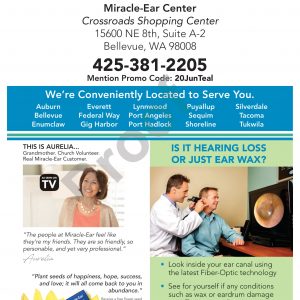 Miracle-Ear Center
Crossroads Shopping Center
15600 NE 8th, Suite A-2
Bellevue, WA 98008
425-381-2205
Mention Promo Code: 20JunTeal
We're Conveniently Located to Serve You.
Auburn Everett Lynnwood Puyallup Silverdale
Bellevue Federal Way Port Angeles Sequim Tacoma
Enumclaw Gig Harbor Port Hadlock Shoreline Tukwila
THIS IS AURELIA...
Grandmother. Church Volunteer.
Real Miracle-Ear Customer.
TV
"The people at Miracle-Ear feel
like they're my friends. They are so friendly, so
personable, and yet very professional."
Aurelia
"Plant seeds of happiness, hope, success,
and love; it will all come back to you in
abundance."
IS IT HEARING LOSS
OR JUST EAR WAX?
• Look inside your ear canal using
the latest Fiber-Optic technology
• See for yourself if any conditions
such as wax or eardrum damage